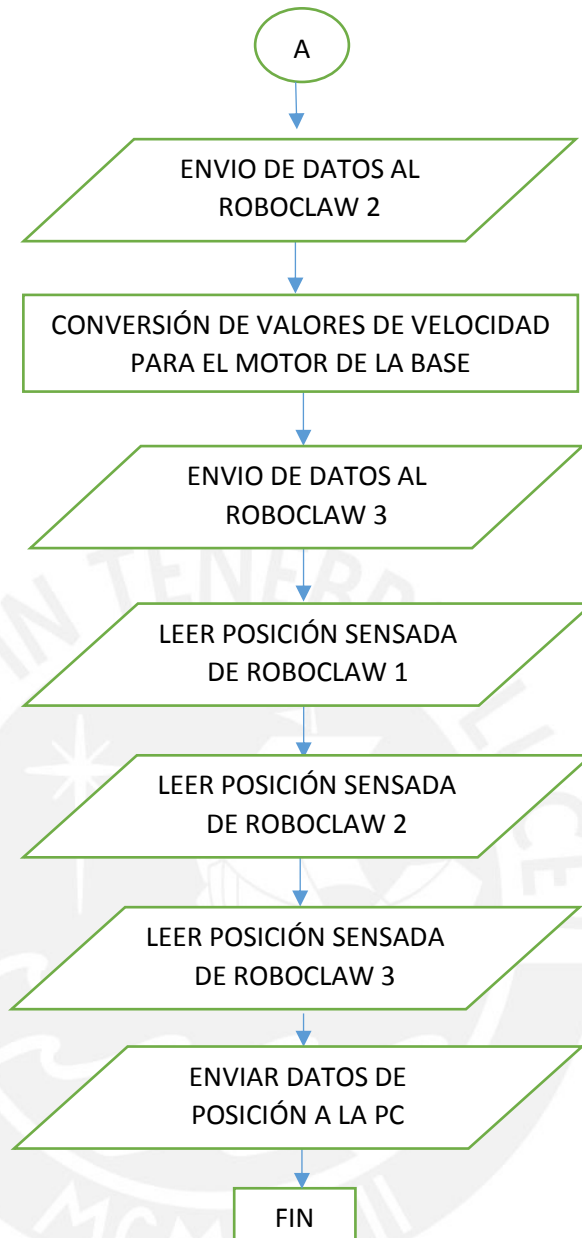 A
ENVIO DE DATOS AL
ROBOCLAW 2
CONVERSIÓN DE VALORES DE VELOCIDAD
PARA EL MOTOR DE LA BASE
ENVIO DE DATOS AL
ROBOCLAW 3
LEER POSICIÓN SENSADA
DE ROBOCLAW 1
LEER POSICIÓN SENSADA
DE ROBOCLAW 2
LEER POSICIÓN SENSADA
DE ROBOCLAW 3
ENVIAR DATOS DE
POSICIÓN A LA PC
FIN